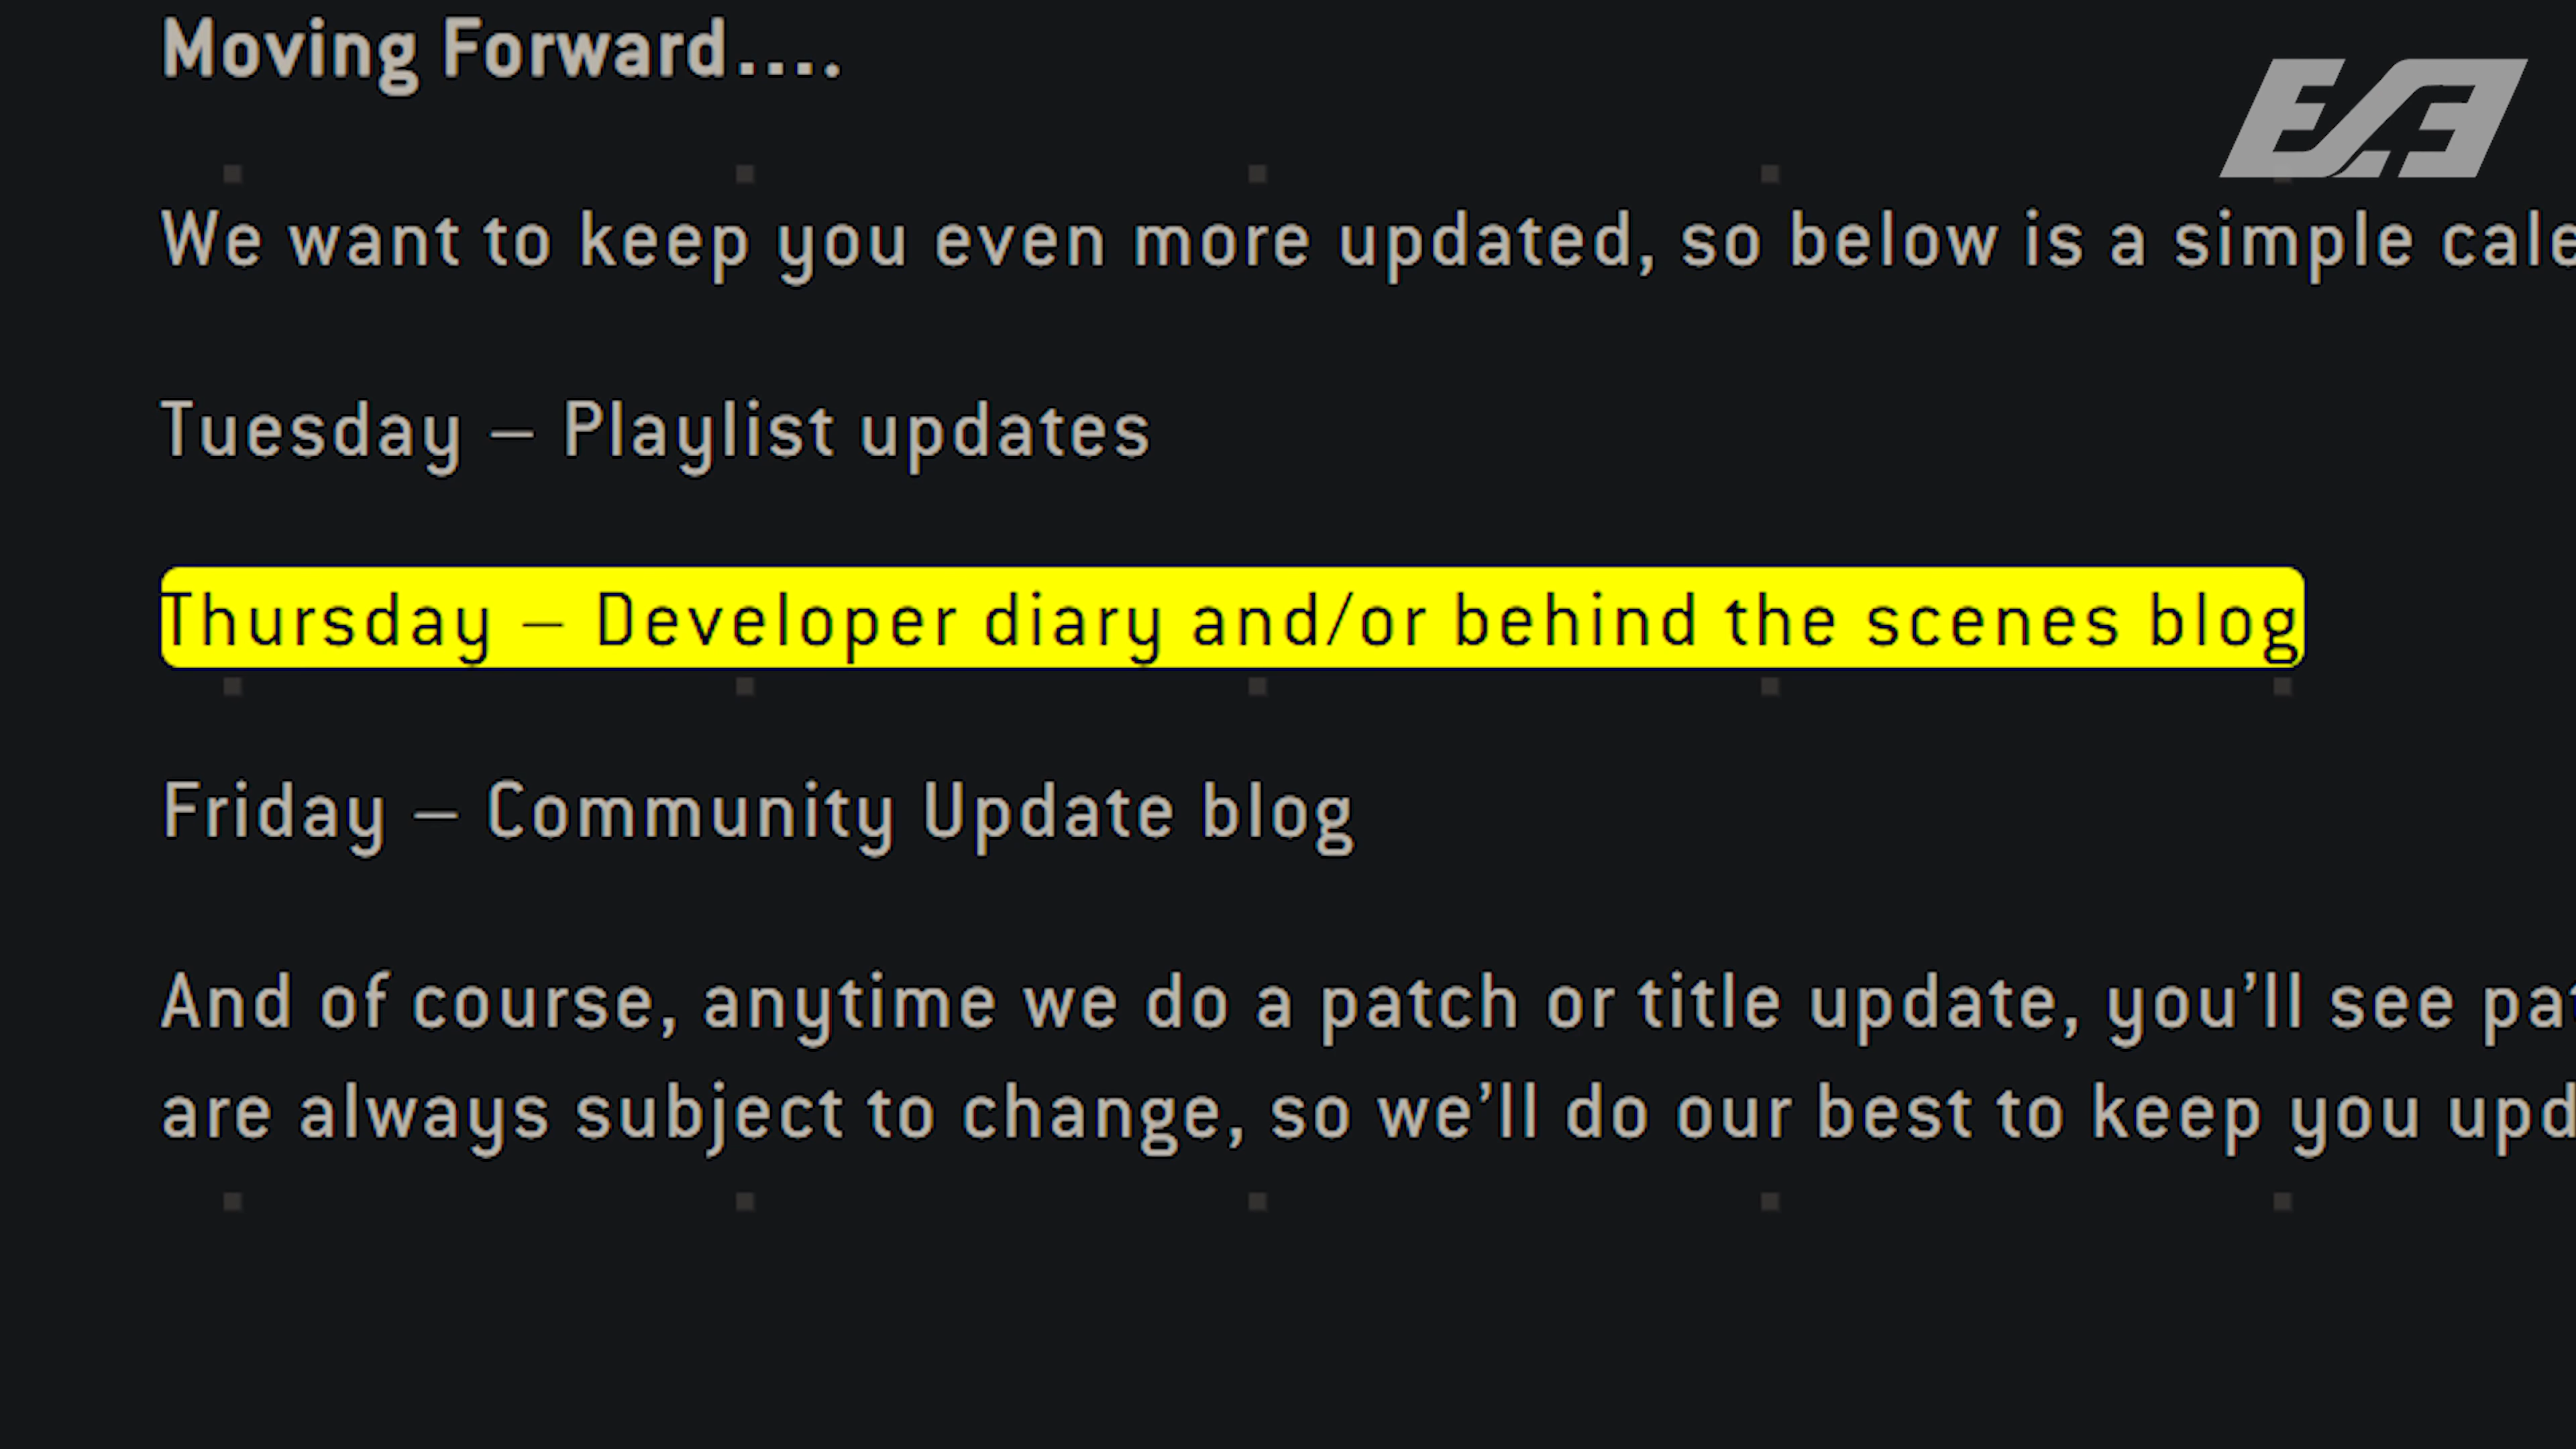 Moving Forward....
We want to keep you even more updated, so below is a simple
Tuesday – Playlist updates
Thursday – Developer diary and/or behind the scenes blog
Friday – Community Update blog
And of course, anytime we do a patch or title update, you’ll see
are always subject to change, so we’ll do our best to keep you